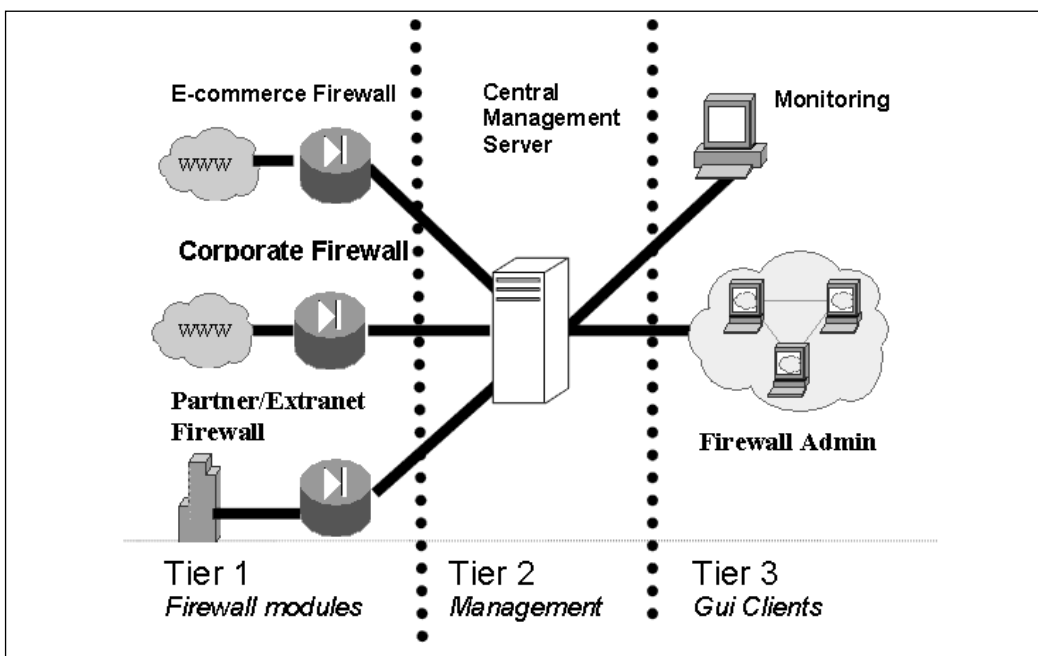 E-commerce Firewall
Central
Management
Server
Monitoring
www
Corporate Firewall
www
Partner/Extranet
Firewall
Firewall Admin
Tier 1
Firewall modules
Tier 2
Management
Tier 3
Gui Clients